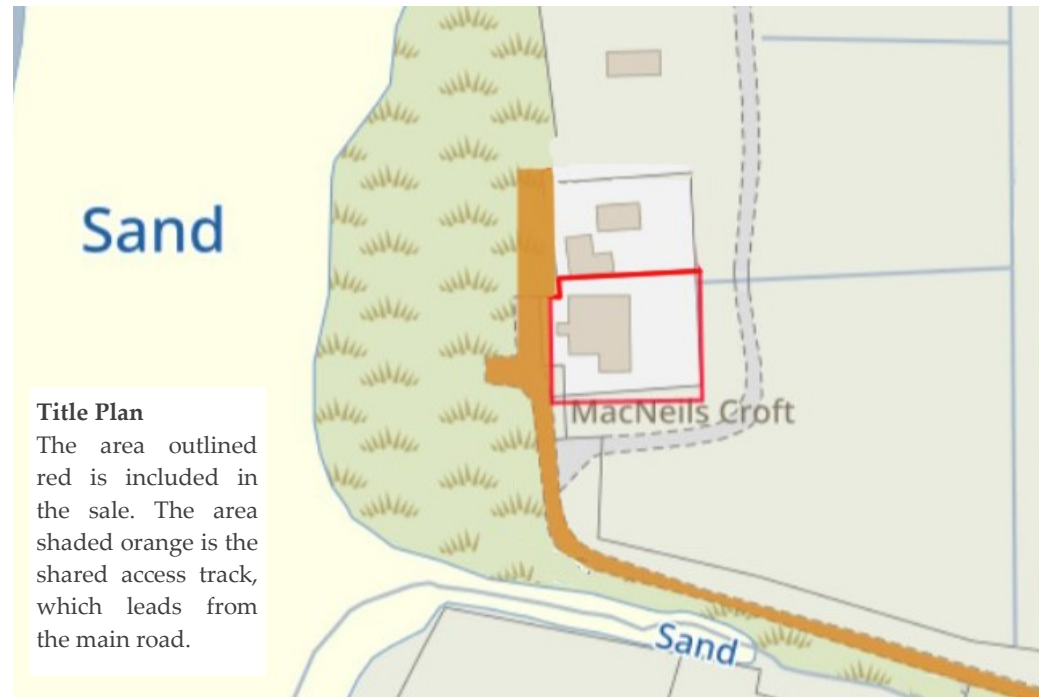 Sand
Title Plan
The area outlined
red is included in
the sale. The area
shaded orange is the
shared access track,
which leads from
the main road.
MacNeils Croft
Sand